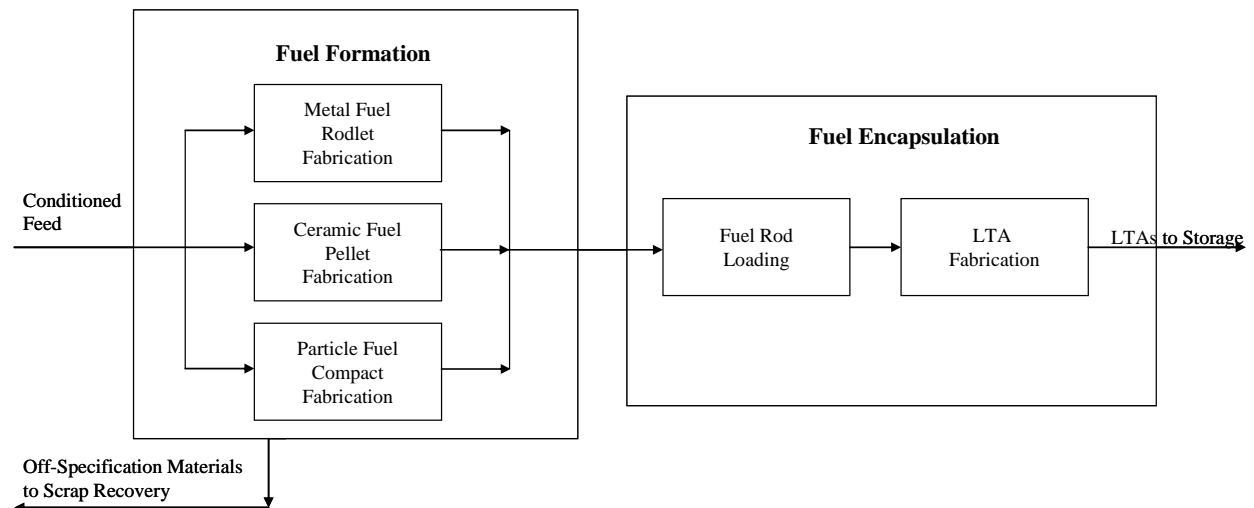 Fuel Formation
Metal Fuel
Rodlet
Fabrication
Conditioned
Feed
Ceramic Fuel
Pellet
Fabrication
Particle Fuel
Compact
Fabrication
Off-Specification Materials
to Scrap Recovery
Fuel Encapsulation
Fuel Rod
Loading
LTA
Fabrication
LTAs to Storage